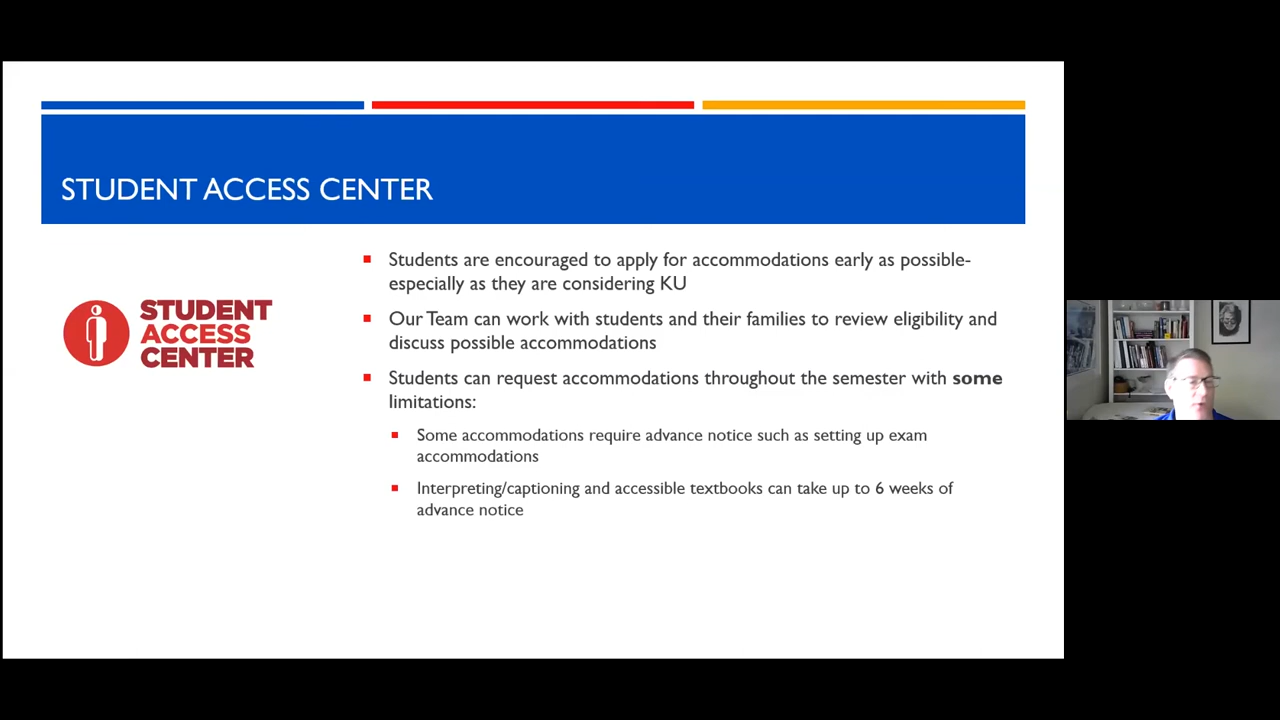 STUDENT ACCESS CENTER
STUDENT
ACCESS
CENTER
Students are encouraged to apply for accommodations early as possible-
especially as they are considering KU
Our Team can work with students and their families to review eligibility and
discuss possible accommodations
Students can request accommodations throughout the semester with some
limitations:
Some accommodations require advance notice such as setting up exam
accommodations
Interpreting/captioning and accessible textbooks can take up to 6 weeks of
advance notice